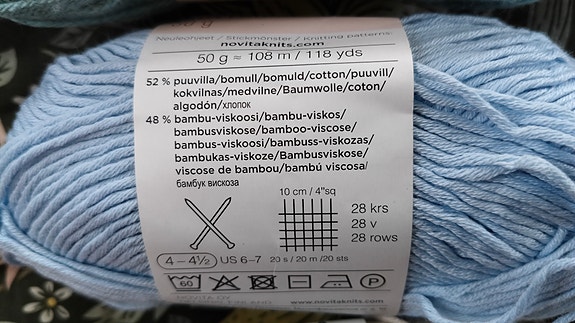 Neuleohjeet / Stickmönster / Knitting patterns:
novitaknits.com
50 g ≈ 108 m / 118 yds
52 % puuvilla/bomull/bomuld/cotton/puuvill/
kokvilnas/medvilne/Baumwolle/coton/
algodón/хлопок
48 % bambu-viskoosi/bambu-viskos/
bambusviskose/bamboo-viscose/
bambus-viskoosi/bambuss-viskozas/
bambukas-viskoze/Bambusviskose/
viscose de bambou/bambú viscosa/
бамбук вискоза
10 cm / 4"sq
28 krs
28 v
28 rows
4 – 4½ US 6–7 20 s / 20 m /20 sts
60 P
www.novitaknits.com